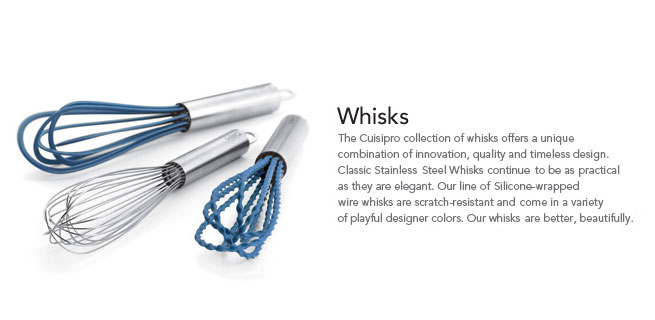 Whisks
The Cuisipro collection of whisks offers a unique
combination of innovation, quality and timeless design.
Classic Stainless Steel Whisks continue to be as practical
as they are elegant. Our line of Silicone-wrapped
wire whisks are scratch-resistant and come in a variety
of playful designer colors. Our whisks are better, beautifully.